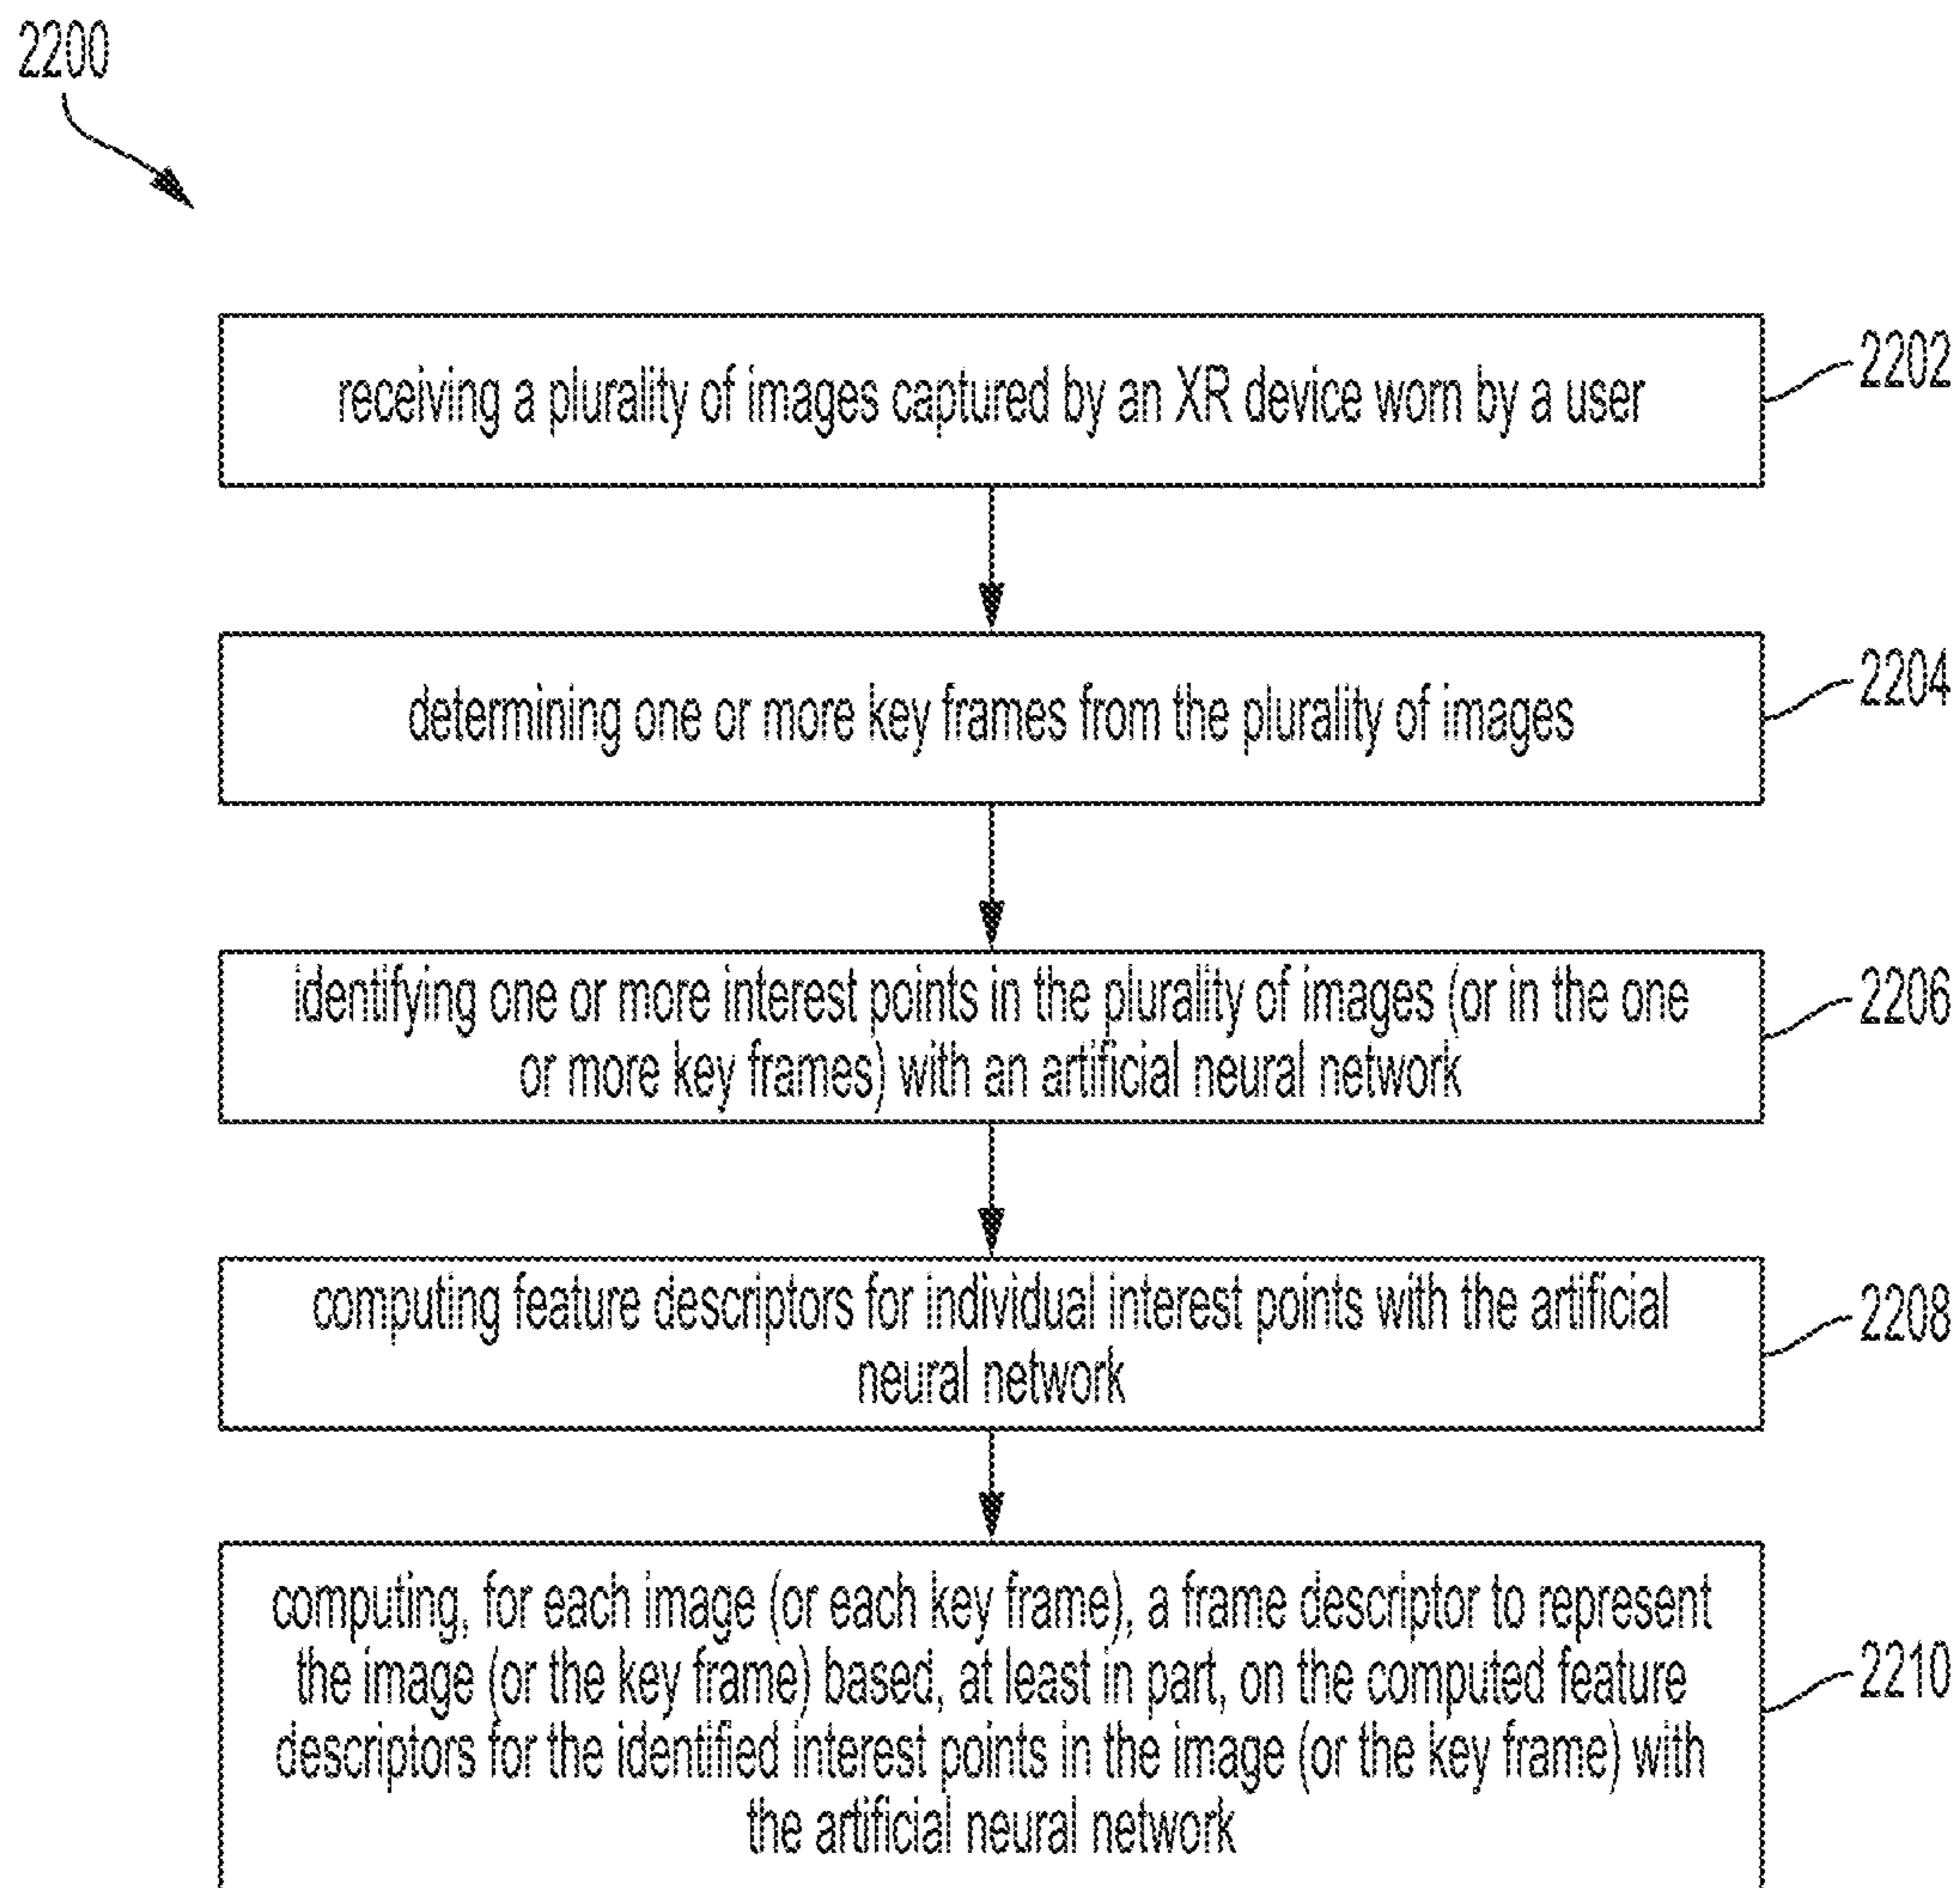 2200
receiving a plurality of images captured by an XR device worn by a user
2202
determining one or more key frames from the plurality of images
2204
identifying one or more interest points in the plurality of images (or in the one
or more key frames) with an artificial neural network
2206
computing feature descriptors for individual interest points with the artificial
neural network
2208
computing, for each image (or each key frame), a frame descriptor to represent
the image (or the key frame) based, at least in part, on the computed feature
descriptors for the identified interest points in the image (or the key frame) with
the artificial neural network
2210